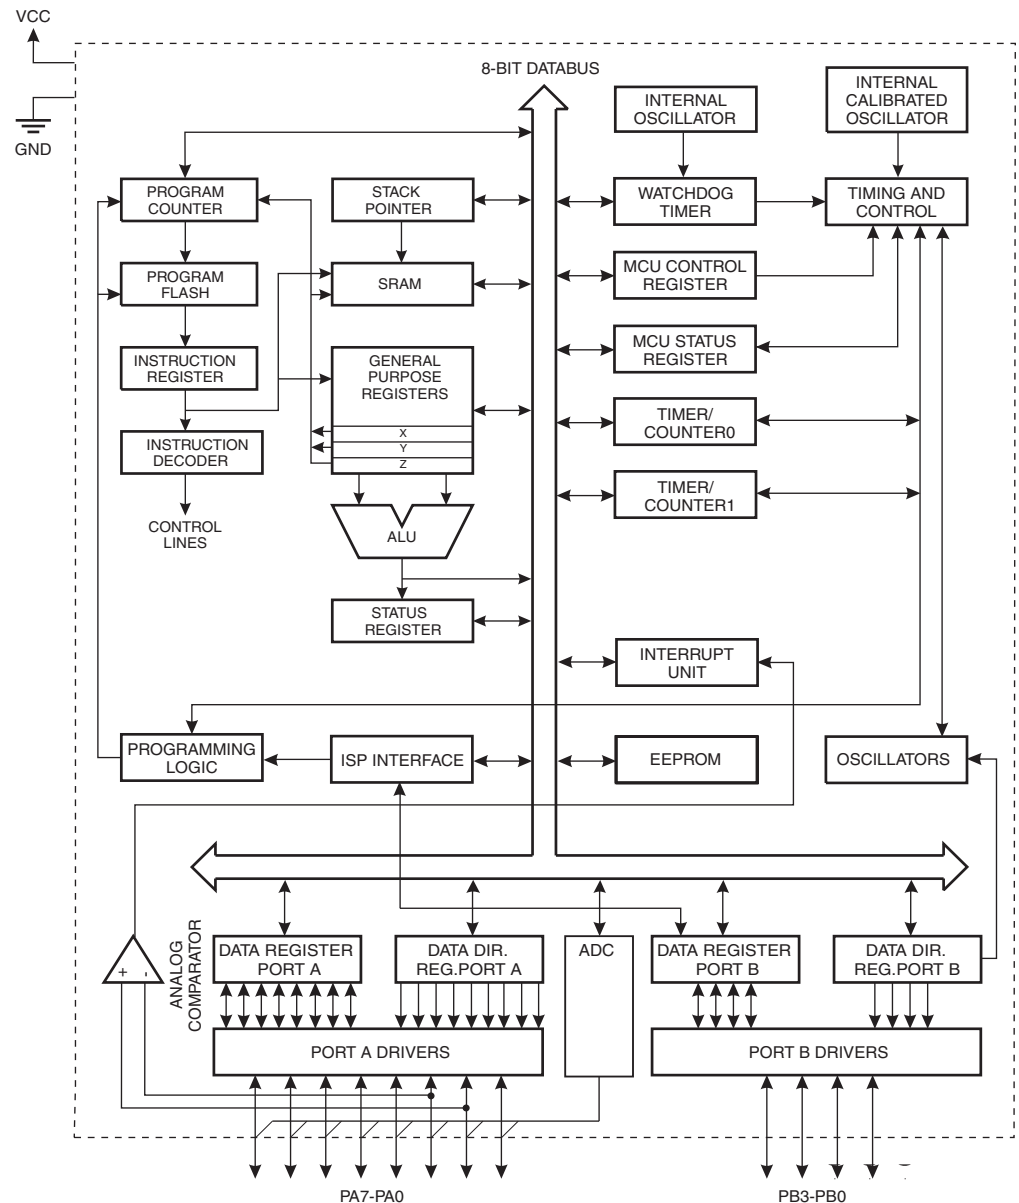 VCC
GND
8-BIT DATABUS
INTERNAL
OSCILLATOR
INTERNAL
CALIBRATED
OSCILLATOR
PROGRAM
COUNTER
STACK
POINTER
WATCHDOG
TIMER
TIMING AND
CONTROL
PROGRAM
FLASH
SRAM
MCU CONTROL
REGISTER
INSTRUCTION
REGISTER
GENERAL
PURPOSE
REGISTERS
X
Y
Z
MCU STATUS
REGISTER
INSTRUCTION
DECODER
TIMER/
COUNTER0
CONTROL
LINES
ALU
TIMER/
COUNTER1
STATUS
REGISTER
INTERRUPT
UNIT
PROGRAMMING
LOGIC
ISP INTERFACE
EEPROM
OSCILLATORS
ANALOG
COMPARATOR
+
-
DATA REGISTER
PORT A
DATA DIR.
REG.PORT A
ADC
DATA REGISTER
PORT B
DATA DIR.
REG.PORT B
PORT A DRIVERS
PORT B DRIVERS
PA7-PA0
PB3-PB0